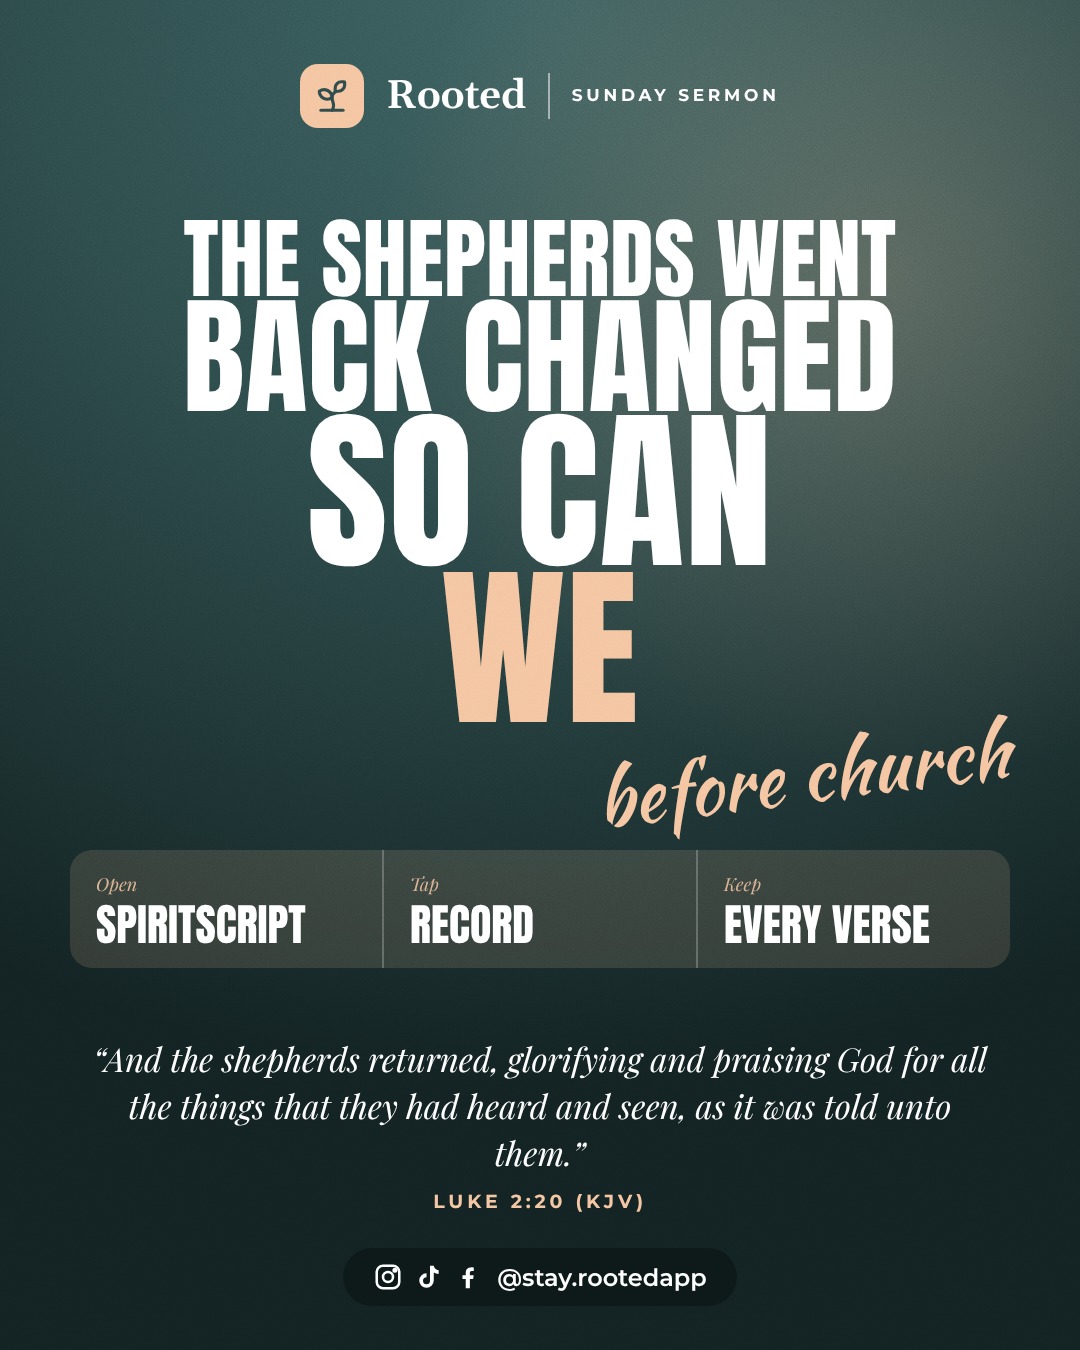 Rooted
SUNDAY SERMON
THE SHEPHERDS WENT
BACK CHANGED
SO CAN
WE
before church
Open
SPIRITSCRIPT
Tap
RECORD
Keep
EVERY VERSE
“And the shepherds returned, glorifying and praising God for all
the things that they had heard and seen, as it was told unto
them.”
LUKE 2:20 (KJV)
@stay.rootedapp